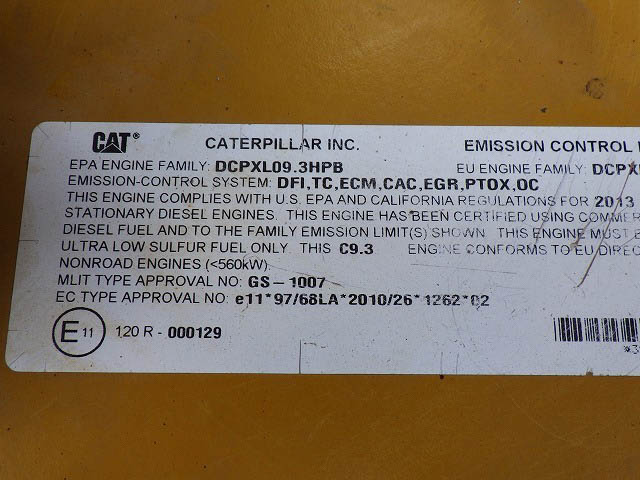 CAT® CATERPILLAR INC. EMISSION CONTROL
EPA ENGINE FAMILY: DCPXL09.3HPB EU ENGINE FAMILY:
EMISSION-CONTROL SYSTEM: DFI,TC,ECM,CAC,EGR,PTOX,OC
THIS ENGINE COMPLIES WITH U.S. EPA AND CALIFORNIA REGULATIONS FOR 2013
STATIONARY DIESEL ENGINES. THIS ENGINE HAS BEEN CERTIFIED USING
DIESEL FUEL AND TO THE FAMILY EMISSION LIMIT(S) SHOWN. THIS ENGINE MUST
ULTRA LOW SULFUR FUEL ONLY. THIS C9.3 ENGINE CONFORMS TO EU
NONROAD ENGINES (<560kW).
MLIT TYPE APPROVAL NO: GS-1007
EC TYPE APPROVAL NO: e11*97/68LA*2010/26*1262*02
E11 120 R - 000129